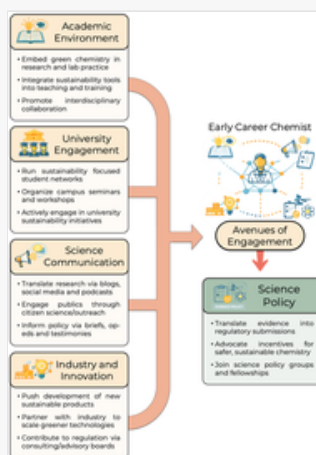 Academic
Environment
• Embed green chemistry in
research and lab practice
• Integrate sustainability tools
into teaching and training
• Promote interdisciplinary
collaboration
University
Engagement
• Run sustainability focused
student networks
• Organize campus seminars
and workshops
• Actively engage in university
sustainability initiatives
Science
Communication
• Translate research via blogs,
social media and podcasts
• Engage publics through
citizen science/outreach
• Inform policy via briefs, op-
eds and testimonies
Industry and
Innovation
• Push development of new
sustainable products
• Partner with industry to
scale greener technologies
• Contribute to regulation via
consulting/advisory boards
Early Career Chemist
Avenues of
Engagement
Science
Policy
• Translate evidence into
regulatory submissions
• Advocate incentives for
safer, sustainable chemistry
• Join science policy groups
and fellowships